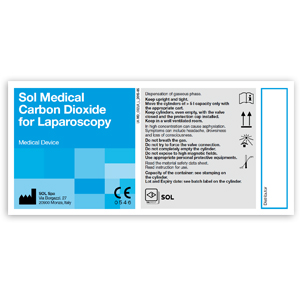 Sol Medical
Carbon Dioxide
for Laparoscopy
Medical Device
SOL Spa
Via Borgazzi, 27
20900 Monza, Italy
0546
Dispensation of gaseous phase.
Keep upright and tight.
Move the cylinders of > 5 l capacity only with
the appropriate cart.
Keep cylinders, even empty, with the valve
closed and the protection cap installed.
Keep in a well ventilated room.
In high concentration can cause asphyxiation.
Symptoms can include headache, drowsiness
and loss of consciousness.
Do not breath the gas.
Do not try to force the valve connection.
Do not completely empty the cylinder.
Do not expose to high magnetic fields.
Use appropriate personal protective equipments.
Read the material safety data sheet.
Read instruction for use.
Capacity of the container: see stamping on
the cylinder.
Lot and Expiry date: see batch label on the cylinder.
SOL
Distributor